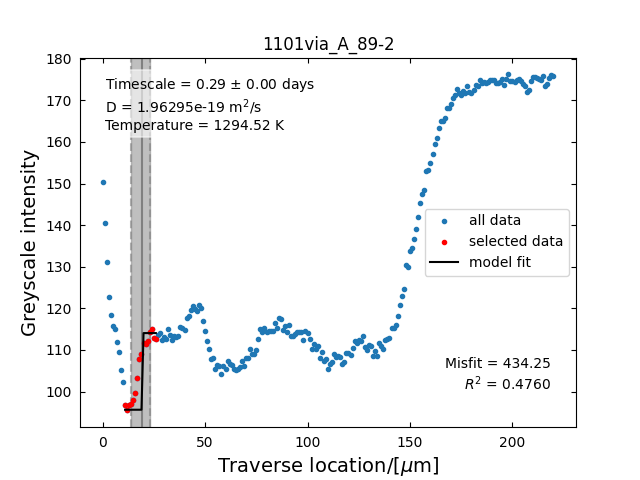 1101via_A_89-2
Timescale = 0.29 ± 0.00 days
D = 1.96295e-19 m²/s
Temperature = 1294.52 K
Greyscale intensity
180
170
160
150
140
130
120
110
100
all data
selected data
model fit
Misfit = 434.25
R² = 0.4760
0
50
100
150
200
Traverse location/[μm]